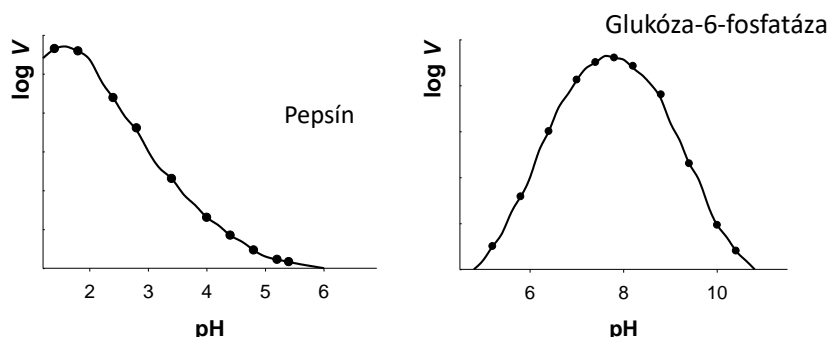 log V
Pepsín
2 3 4 5 6
pH
Glukóza-6-fosfatáza
log V
6 8 10
pH